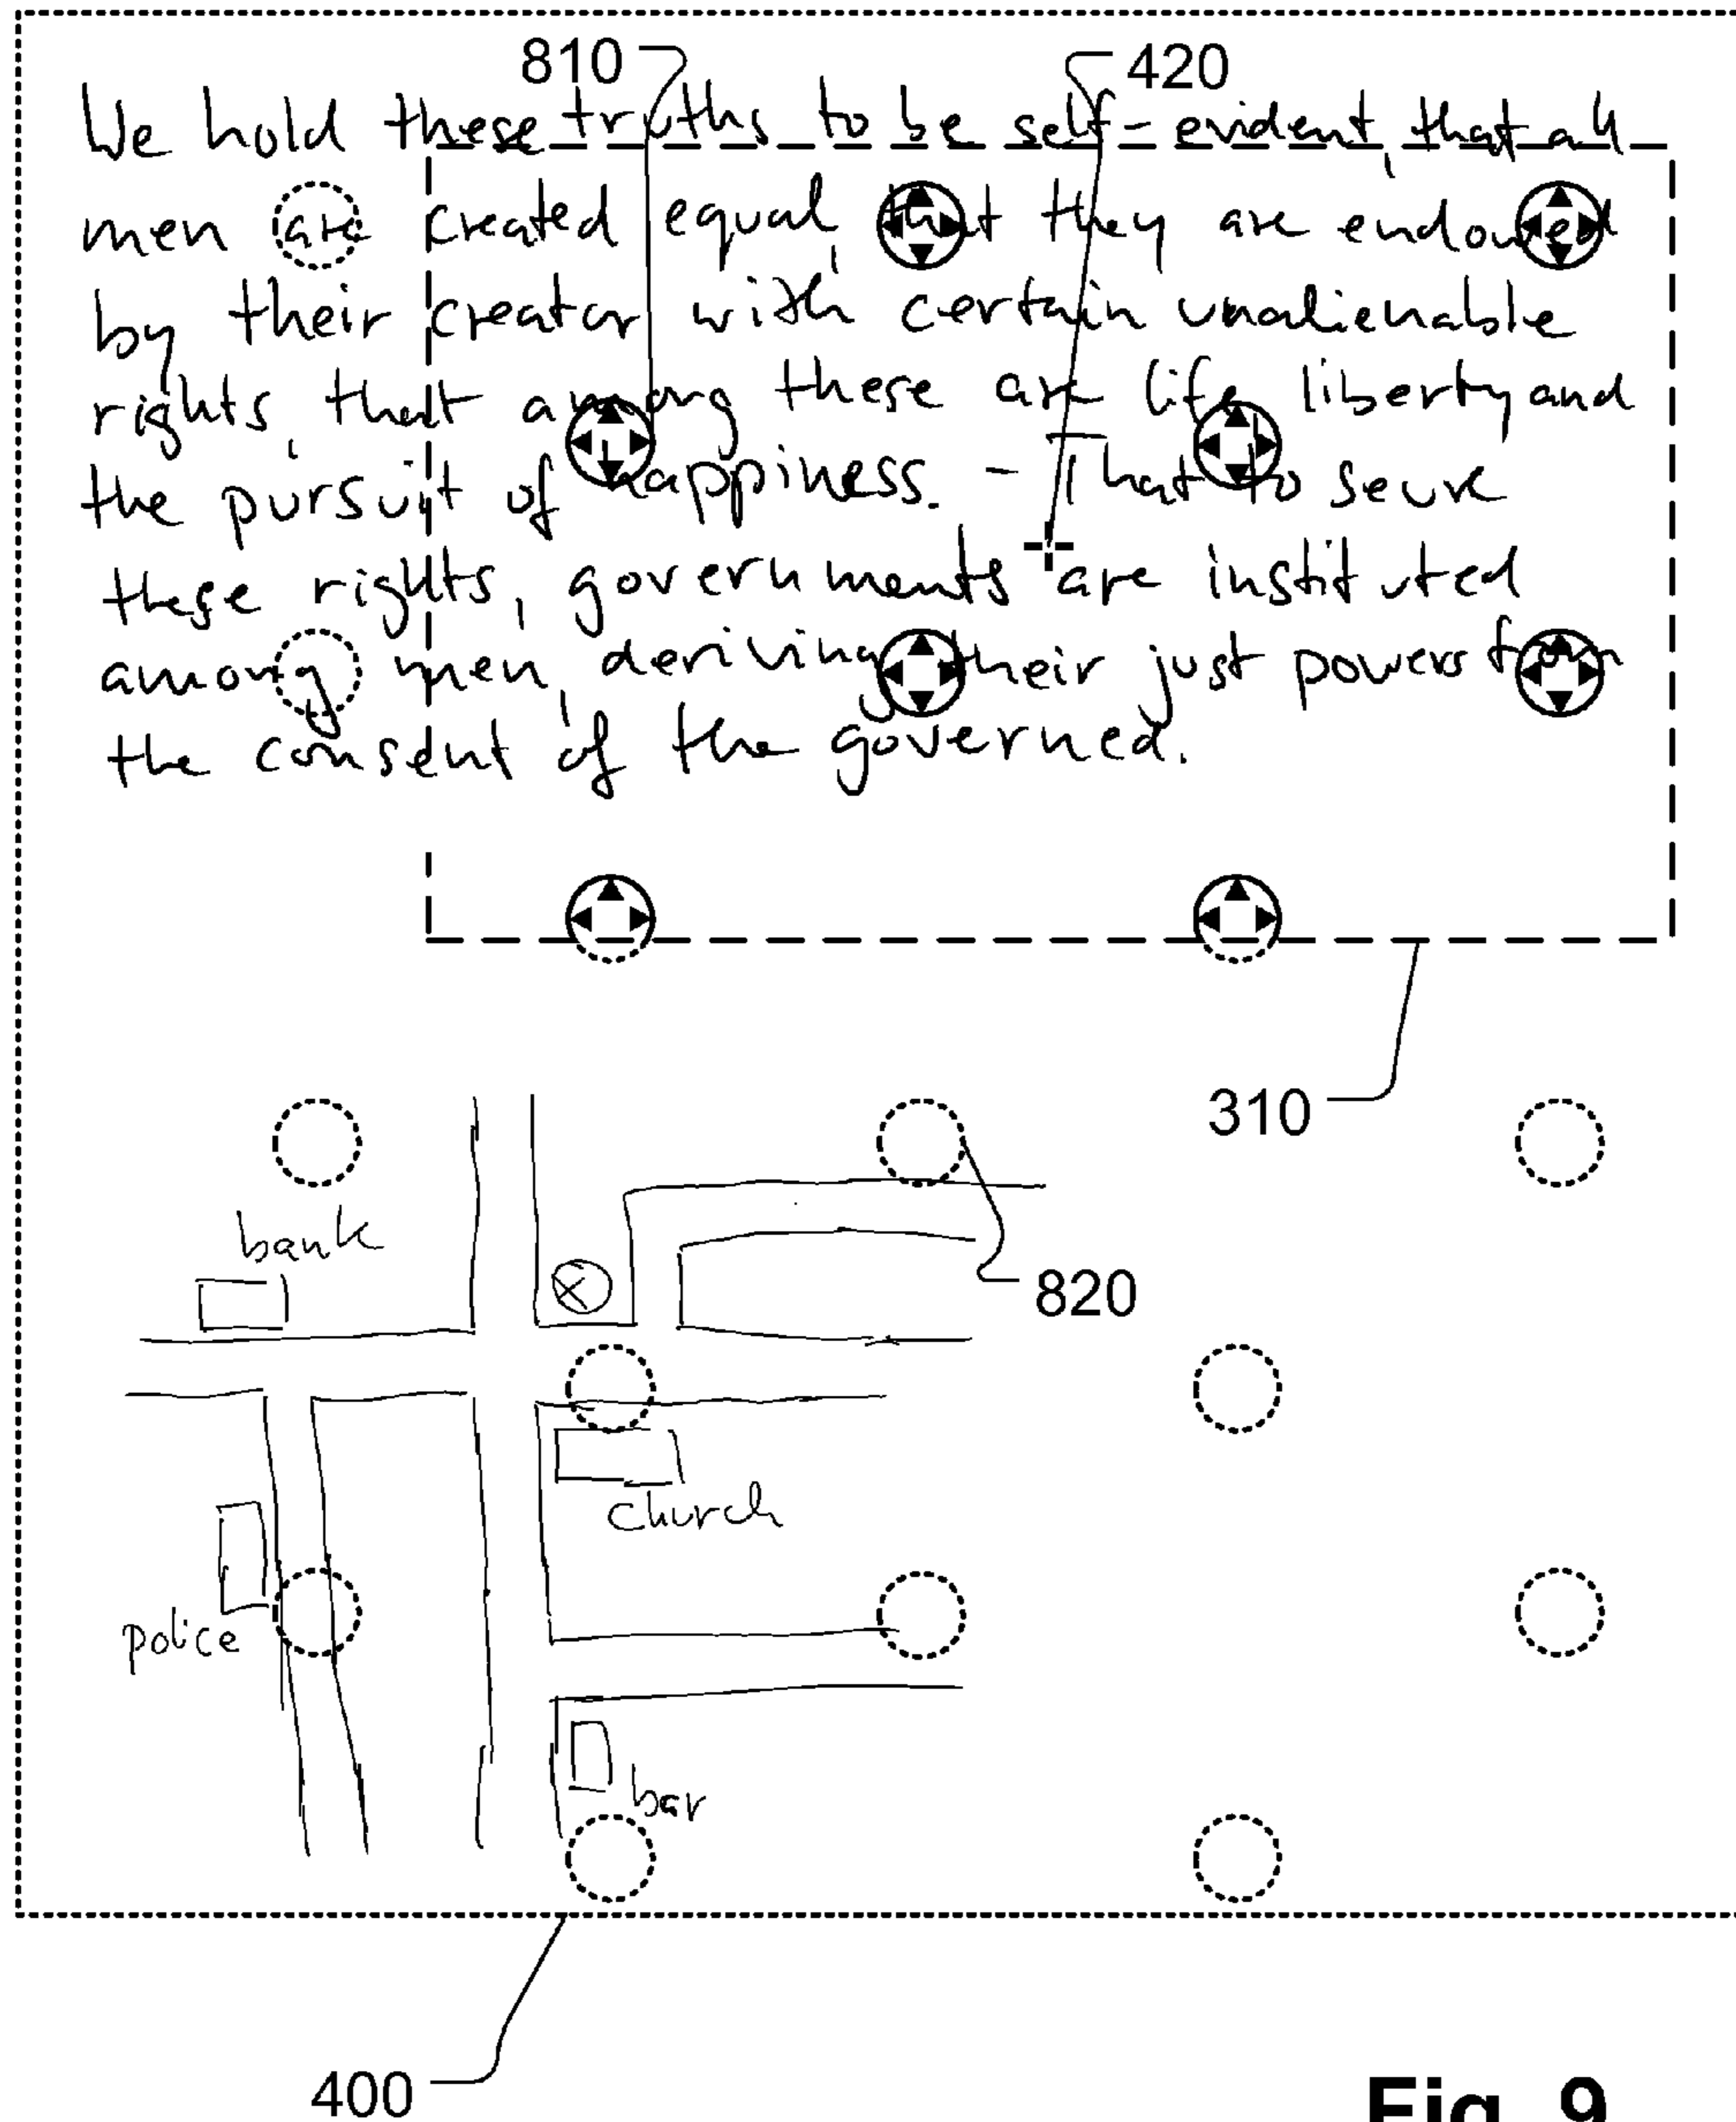 810
420
We hold these truths to be self-evident, that all
men are created equal, that they are endowed
by their creator with certain unalienable
rights, that among these are life, liberty and
the pursuit of happiness. - That to secure
these rights, governments are instituted
among men, deriving their just powers from
the consent of the governed.
310
bank
820
church
police
bar
400
Fig. 9